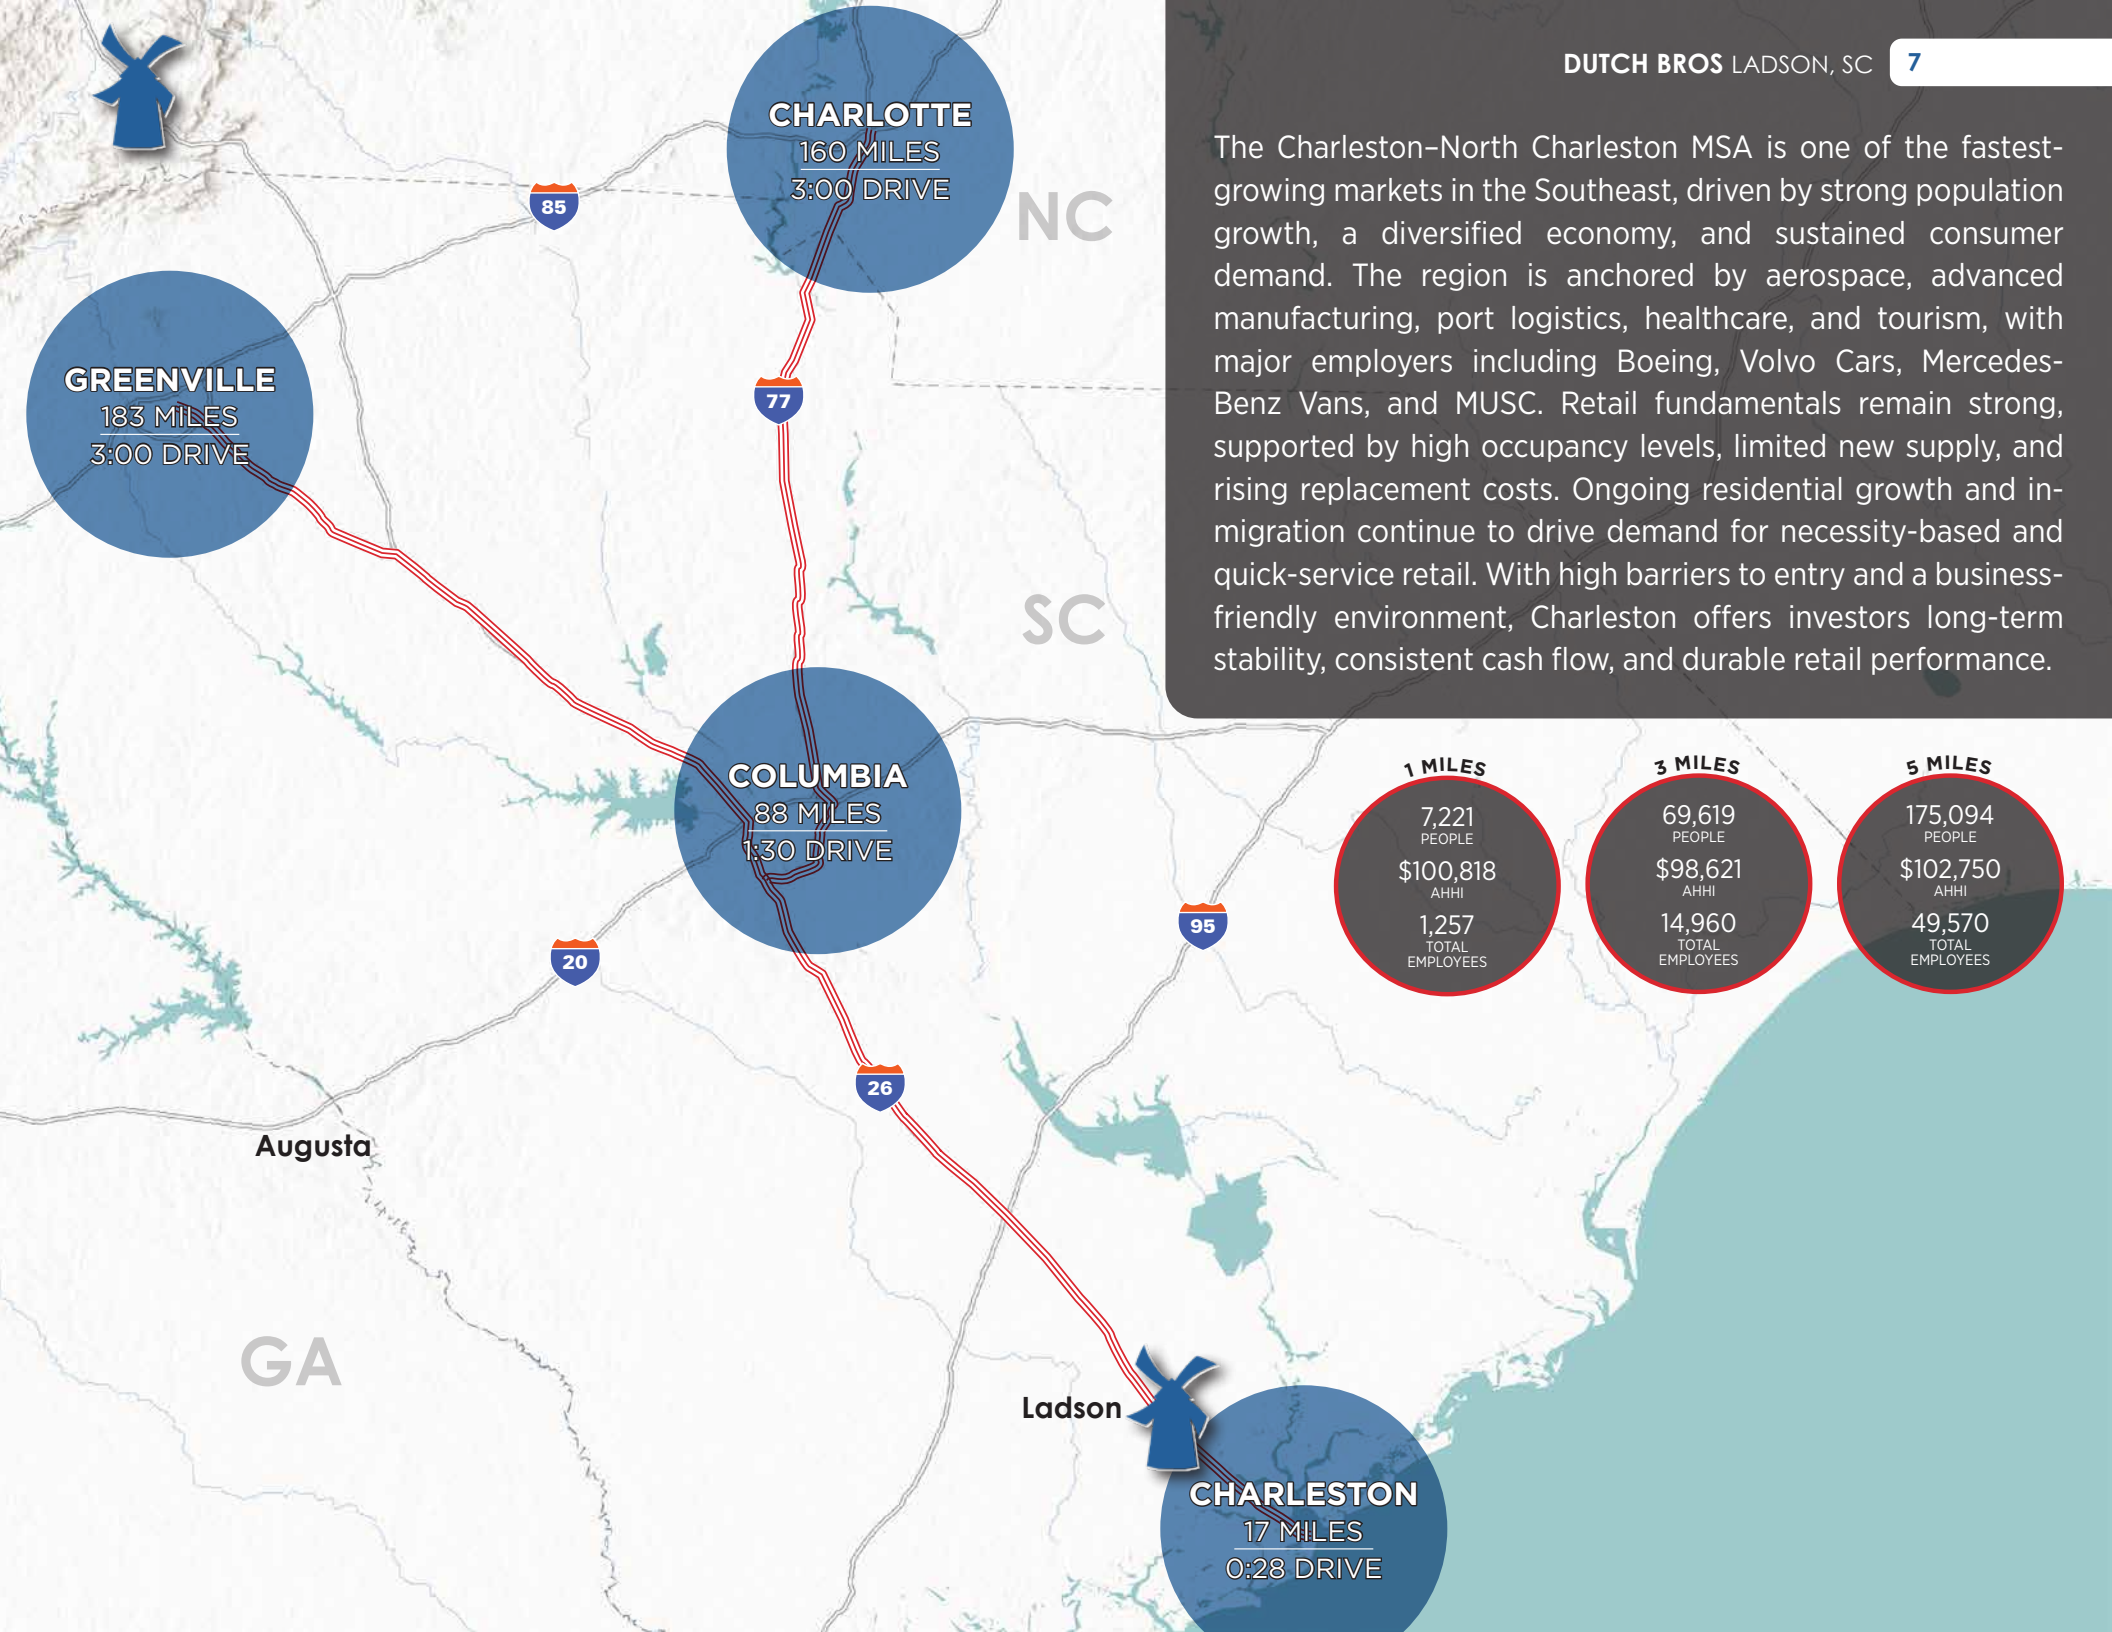 DUTCH BROS LADSON, SC 7
The Charleston–North Charleston MSA is one of the fastest-
growing markets in the Southeast, driven by strong population
growth, a diversified economy, and sustained consumer
demand. The region is anchored by aerospace, advanced
manufacturing, port logistics, healthcare, and tourism, with
major employers including Boeing, Volvo Cars, Mercedes-
Benz Vans, and MUSC. Retail fundamentals remain strong,
supported by high occupancy levels, limited new supply, and
rising replacement costs. Ongoing residential growth and in-
migration continue to drive demand for necessity-based and
quick-service retail. With high barriers to entry and a business-
friendly environment, Charleston offers investors long-term
stability, consistent cash flow, and durable retail performance.
CHARLOTTE
160 MILES
3:00 DRIVE
NC
85
GREENVILLE
183 MILES
3:00 DRIVE
77
SC
COLUMBIA
88 MILES
1:30 DRIVE
1 MILES
7,221
PEOPLE
$100,818
AHHI
1,257
TOTAL
EMPLOYEES
3 MILES
69,619
PEOPLE
$98,621
AHHI
14,960
TOTAL
EMPLOYEES
5 MILES
175,094
PEOPLE
$102,750
AHHI
49,570
TOTAL
EMPLOYEES
95
20
26
Augusta
GA
Ladson
CHARLESTON
17 MILES
0:28 DRIVE